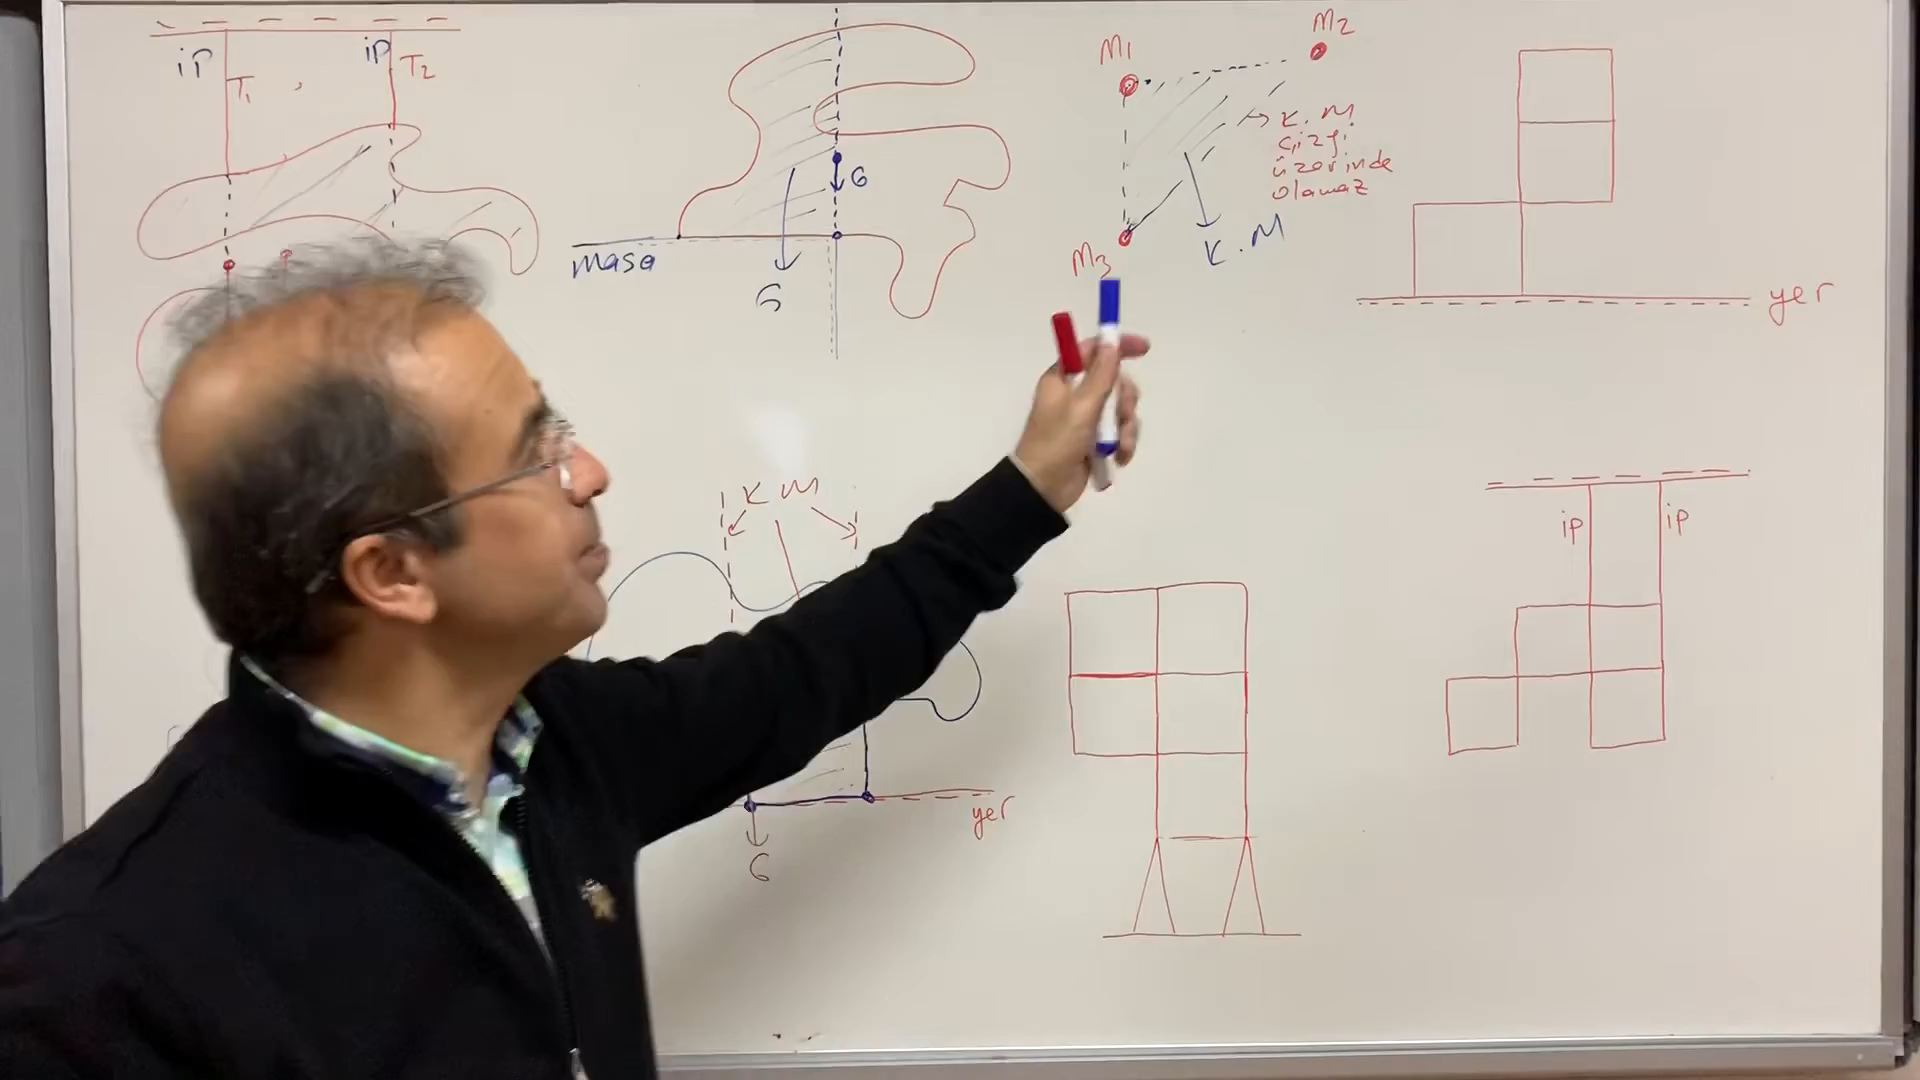 ip
T1
ip
T2
G
masa
G
M1
M2
K.M
çizgi
üzerinde
olamaz
K.M
M3
yer
K M
yer
G
ip
ip